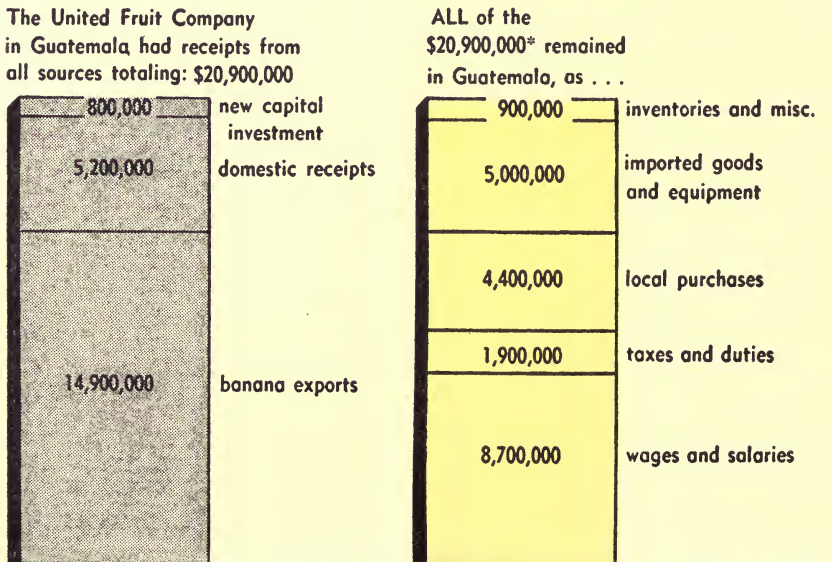 The United Fruit Company
in Guatemala had receipts from
all sources totaling: $20,900,000
800,000
new capital
investment
5,200,000
domestic receipts
14,900,000
banana exports
ALL of the
$20,900,000* remained
in Guatemala, as . . .
900,000
inventories and misc.
5,000,000
imported goods
and equipment
4,400,000
local purchases
1,900,000
taxes and duties
8,700,000
wages and salaries